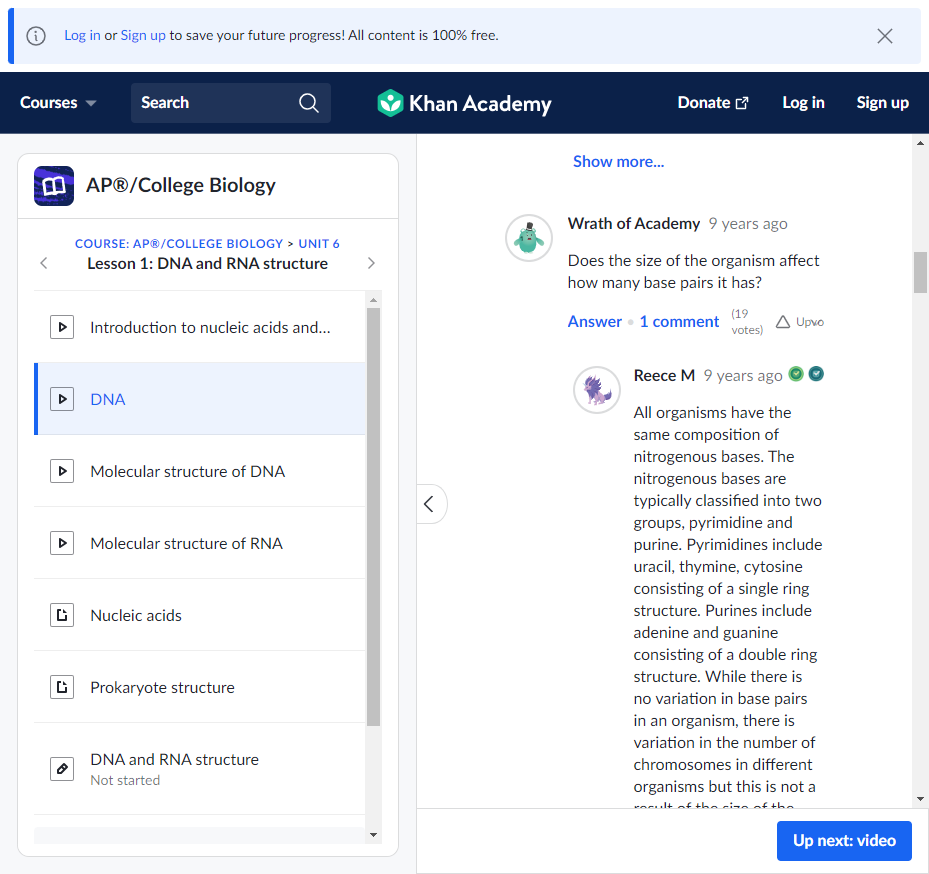 Log in or Sign up to save your future progress! All content is 100% free.
Courses
Search
Khan Academy
Donate
Log in
Sign up
AP®/College Biology
COURSE: AP®/COLLEGE BIOLOGY > UNIT 6
Lesson 1: DNA and RNA structure
Introduction to nucleic acids and...
DNA
Molecular structure of DNA
Molecular structure of RNA
Nucleic acids
Prokaryote structure
DNA and RNA structure
Not started
Show more...
Wrath of Academy 9 years ago
Does the size of the organism affect
how many base pairs it has?
Answer • 1 comment
(19
votes)
Upvo
Reece M 9 years ago
All organisms have the
same composition of
nitrogenous bases. The
nitrogenous bases are
typically classified into two
groups, pyrimidine and
purine. Pyrimidines include
uracil, thymine, cytosine
consisting of a single ring
structure. Purines include
adenine and guanine
consisting of a double ring
structure. While there is
no variation in base pairs
in an organism, there is
variation in the number of
chromosomes in different
organisms but this is not a
result of the size of the
Up next: video